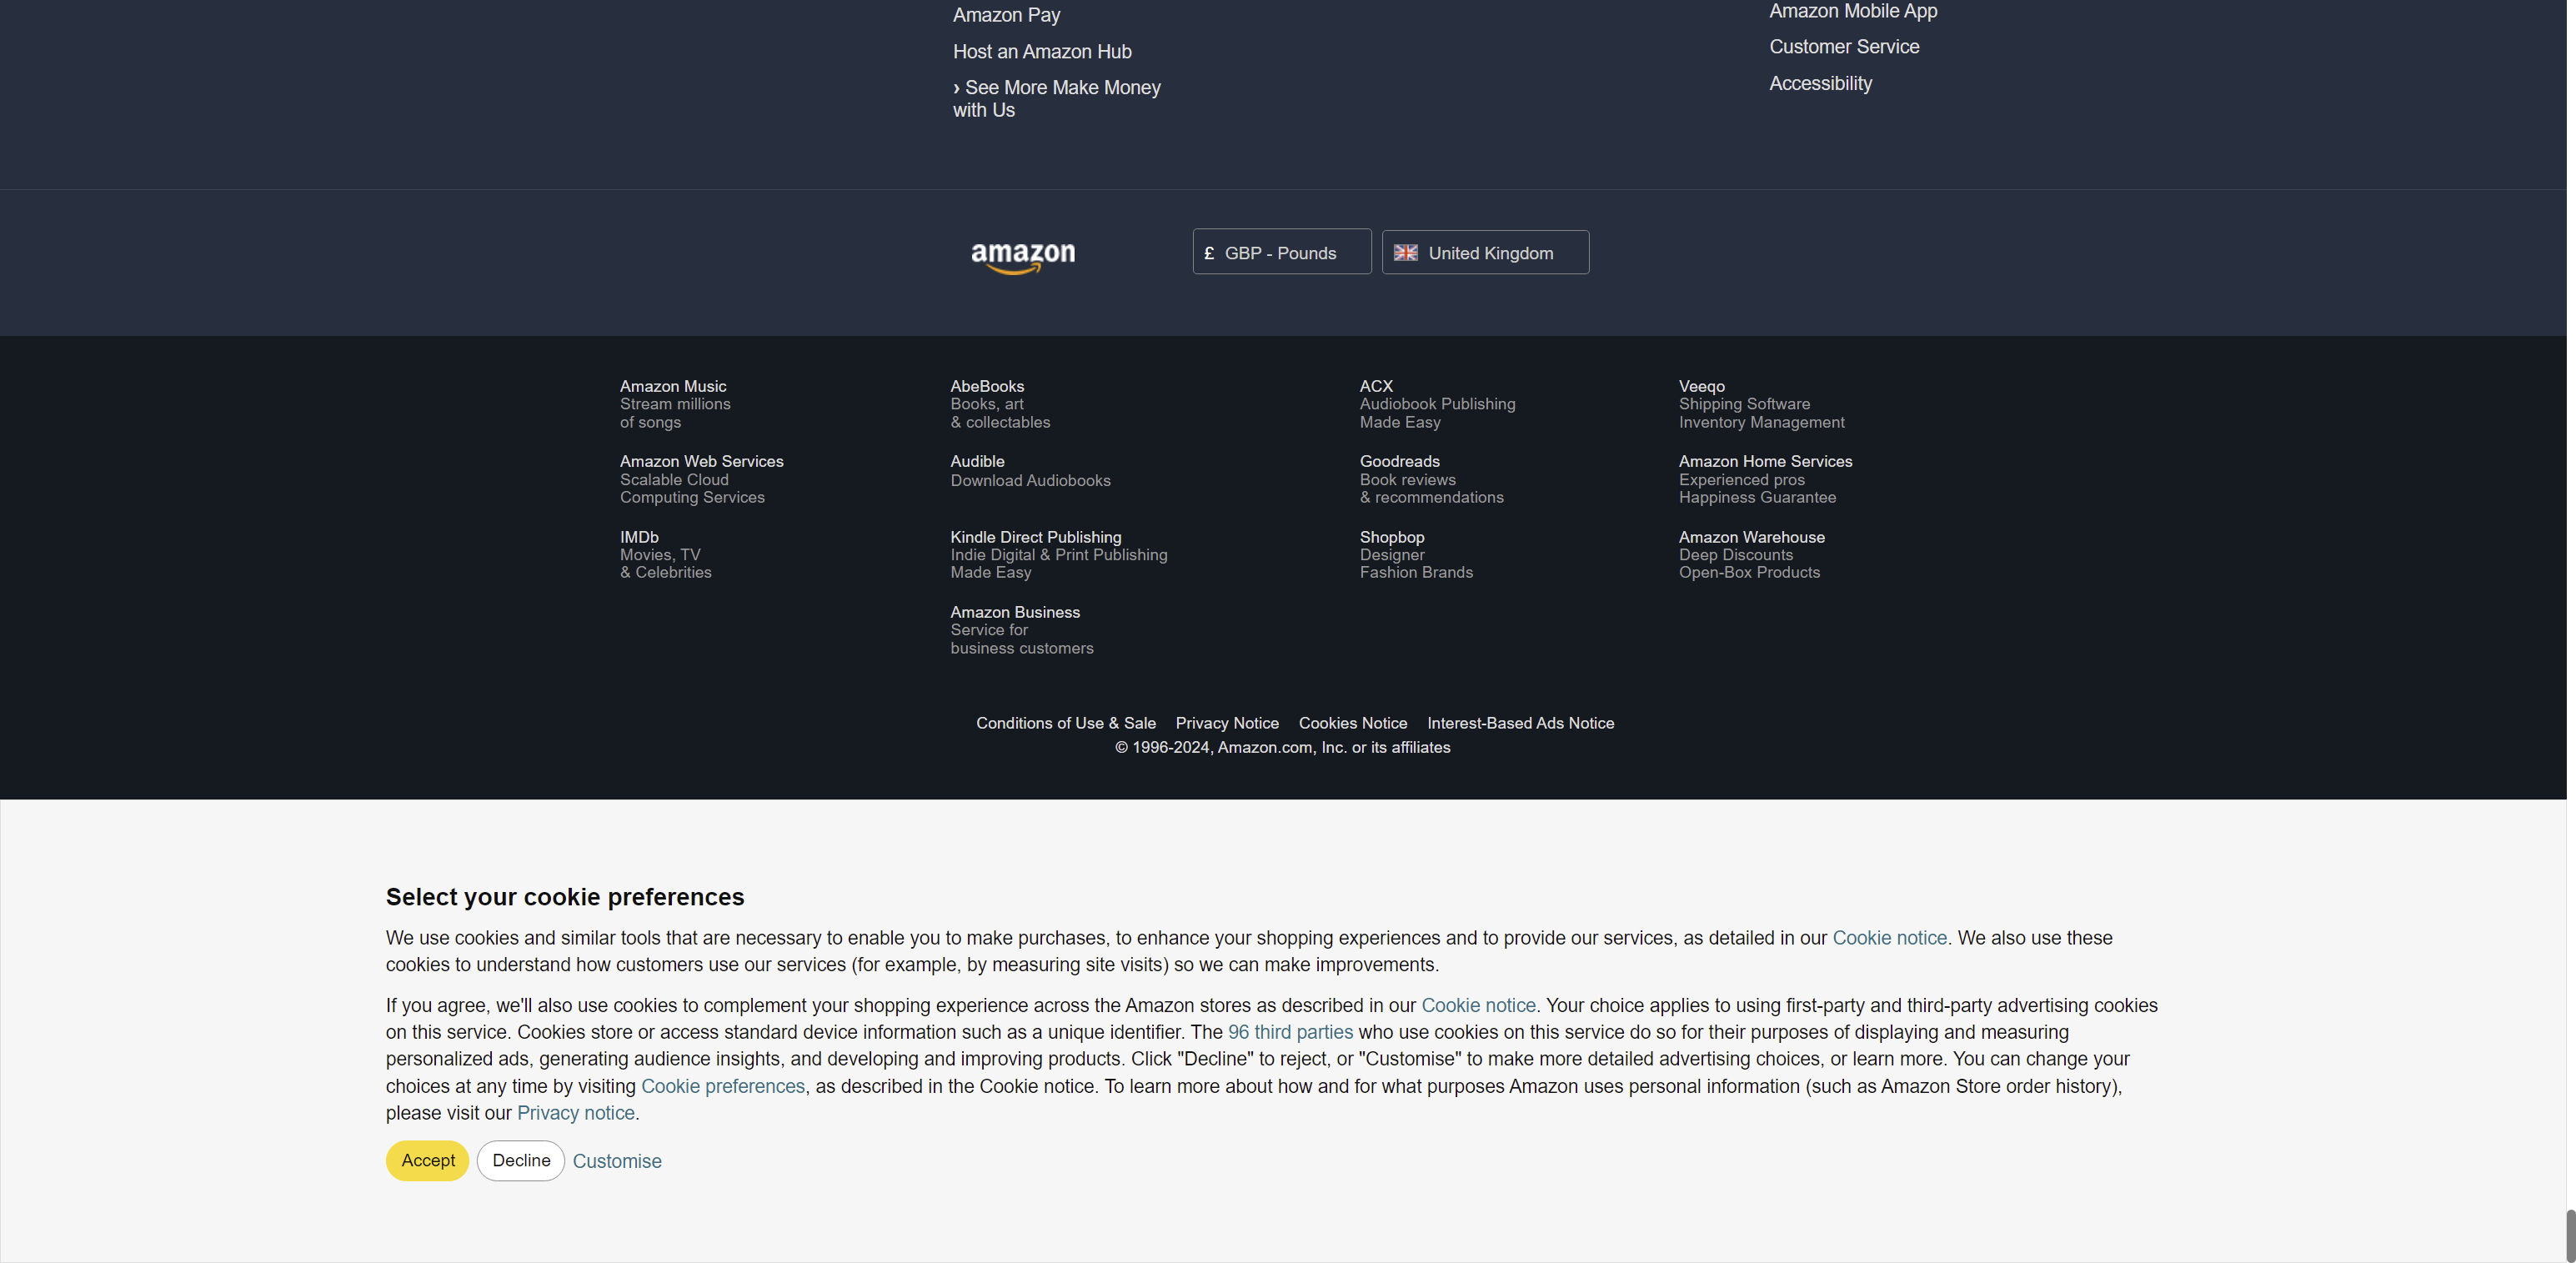 Amazon Pay
Host an Amazon Hub
› See More Make Money
with Us
Amazon Mobile App
Customer Service
Accessibility
amazon
£ GBP - Pounds
United Kingdom
Amazon Music
Stream millions
of songs
AbeBooks
Books, art
& collectables
ACX
Audiobook Publishing
Made Easy
Veeqo
Shipping Software
Inventory Management
Amazon Web Services
Scalable Cloud
Computing Services
Audible
Download Audiobooks
Goodreads
Book reviews
& recommendations
Amazon Home Services
Experienced pros
Happiness Guarantee
IMDb
Movies, TV
& Celebrities
Kindle Direct Publishing
Indie Digital & Print Publishing
Made Easy
Shopbop
Designer
Fashion Brands
Amazon Warehouse
Deep Discounts
Open-Box Products
Amazon Business
Service for
business customers
Conditions of Use & Sale Privacy Notice Cookies Notice Interest-Based Ads Notice
© 1996-2024, Amazon.com, Inc. or its affiliates
Select your cookie preferences
We use cookies and similar tools that are necessary to enable you to make purchases, to enhance your shopping experiences and to provide our services, as detailed in our Cookie notice. We also use these
cookies to understand how customers use our services (for example, by measuring site visits) so we can make improvements.
If you agree, we'll also use cookies to complement your shopping experience across the Amazon stores as described in our Cookie notice. Your choice applies to using first-party and third-party advertising cookies
on this service. Cookies store or access standard device information such as a unique identifier. The 96 third parties who use cookies on this service do so for their purposes of displaying and measuring
personalized ads, generating audience insights, and developing and improving products. Click "Decline" to reject, or "Customise" to make more detailed advertising choices, or learn more. You can change your
choices at any time by visiting Cookie preferences, as described in the Cookie notice. To learn more about how and for what purposes Amazon uses personal information (such as Amazon Store order history),
please visit our Privacy notice.
Accept Decline Customise